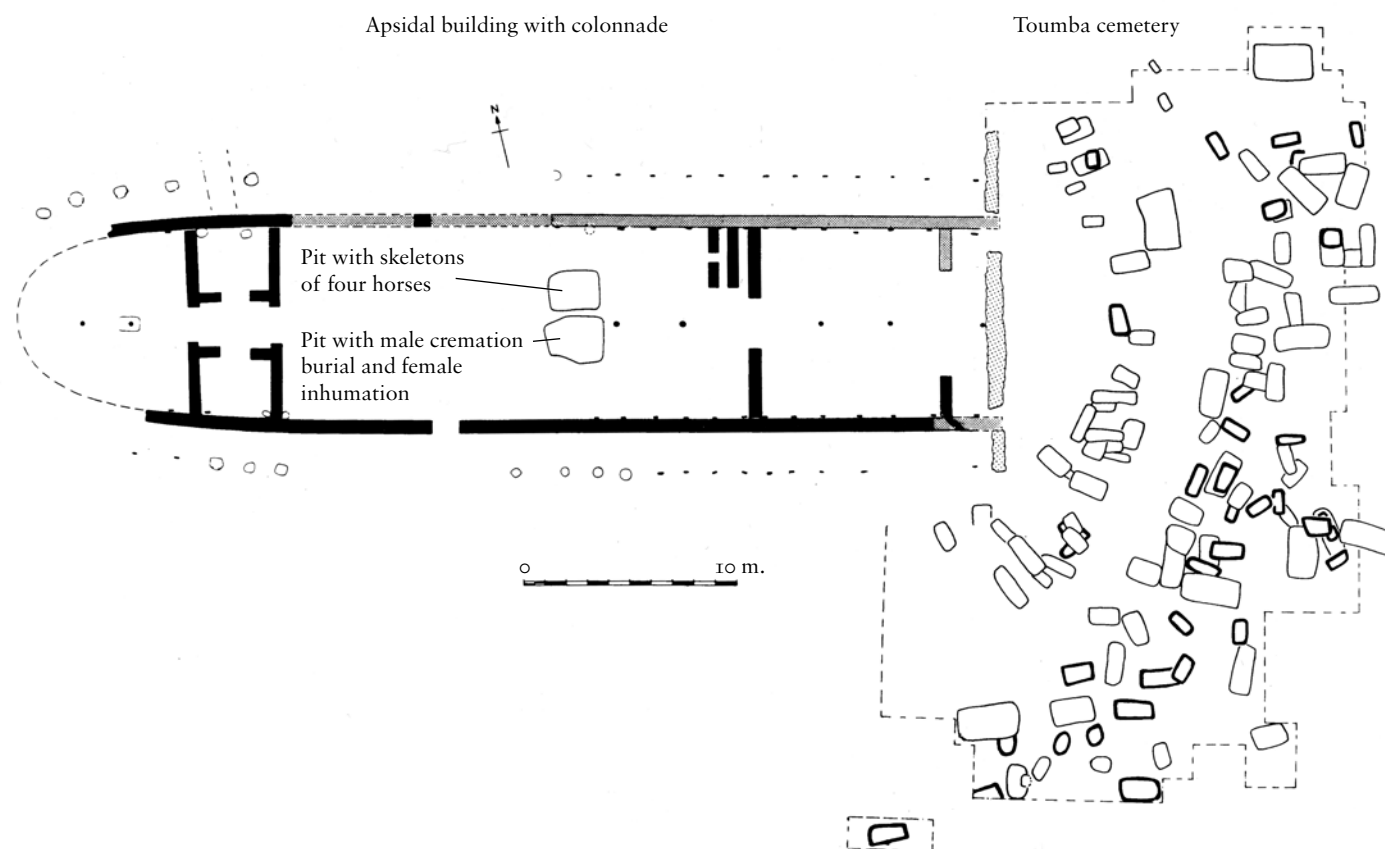 Apsidal building with colonnade
Toumba cemetery
N
Pit with skeletons
of four horses
Pit with male cremation
burial and female
inhumation
0 10 m.